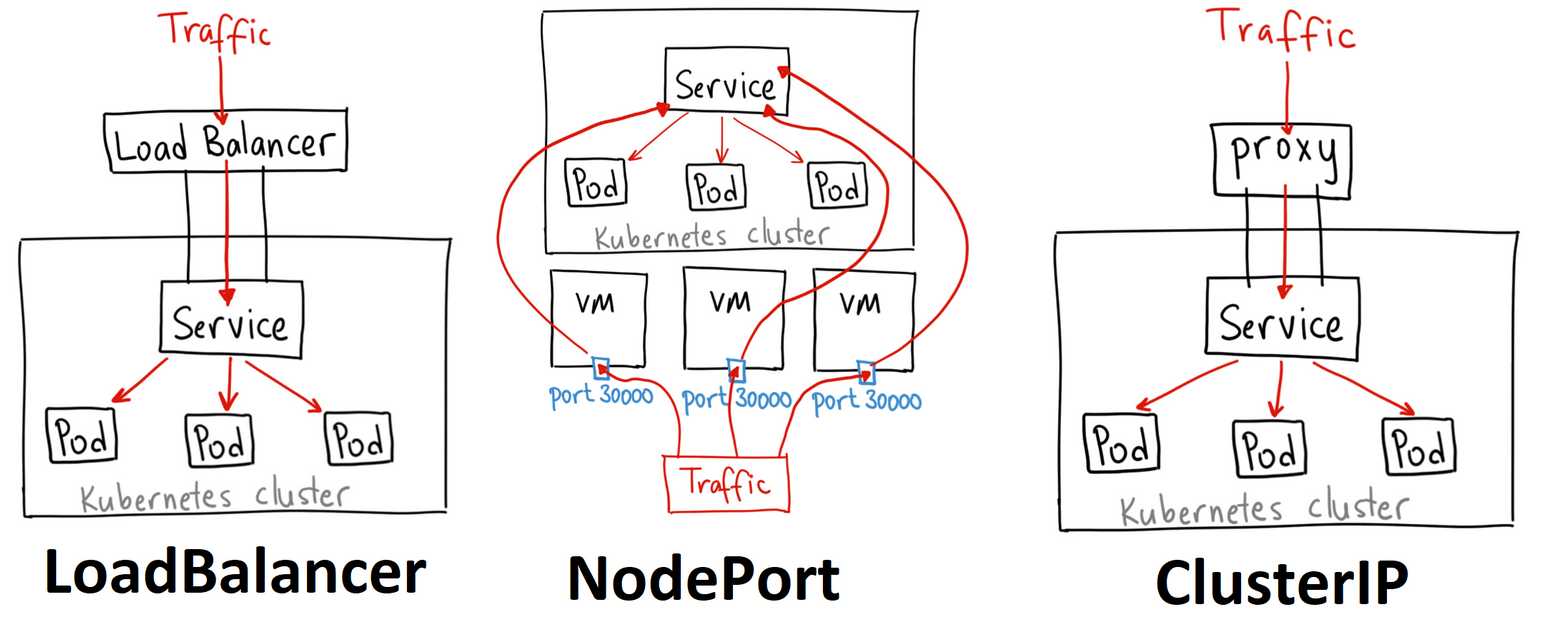 Traffic
Load Balancer
Service
Pod Pod Pod
Kubernetes cluster
LoadBalancer
Service
Pod Pod Pod
Kubernetes cluster
VM VM VM
port 30000 port 30000 port 30000
Traffic
NodePort
Traffic
proxy
Service
Pod Pod Pod
Kubernetes cluster
ClusterIP